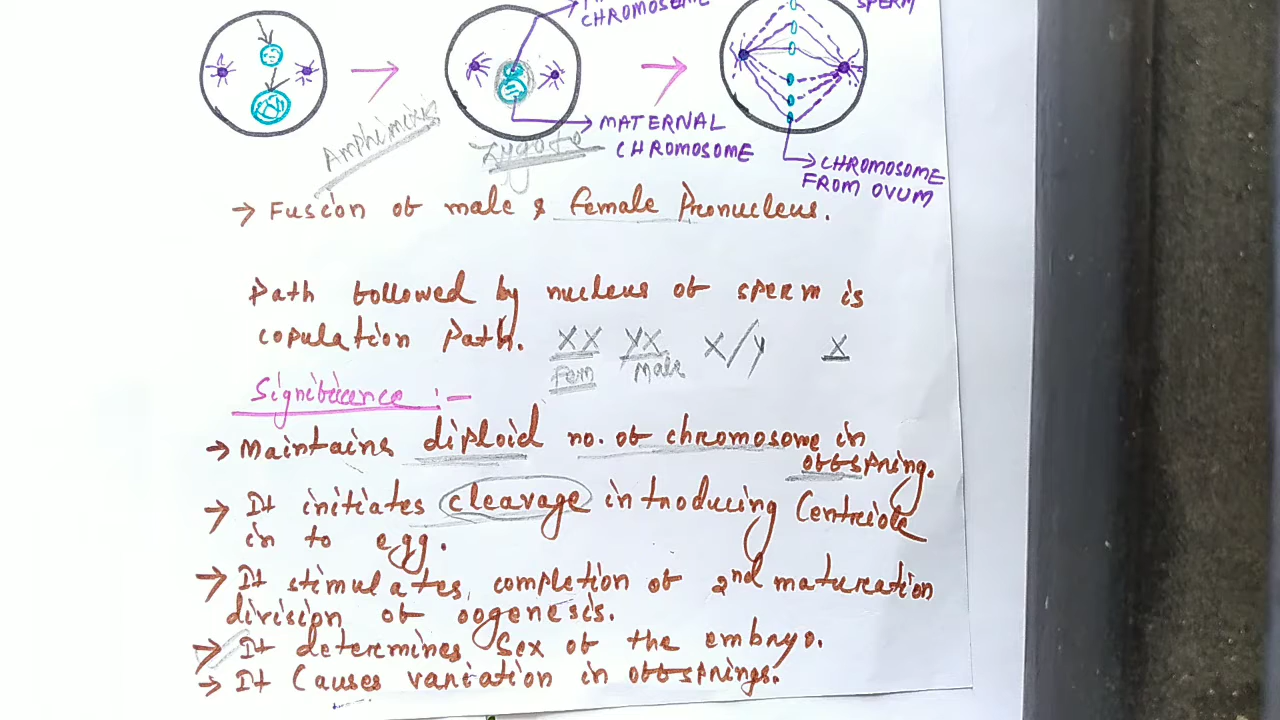 CHROMOSOME
SPERM
MATERNAL
CHROMOSOME
CHROMOSOME
FROM OVUM
Amphimixis
Zygote
→ Fusion of male & female Pronucleus.
Path followed by nucleus of sperm is
copulation Path. XX YX X/Y X
Fem Male
Significance :-
→ Maintains diploid no. of chromosome in
offspring.
→ It initiates cleavage introducing Centriole
in to egg.
→ It stimulates completion of 2nd maturation
division of oogenesis.
→ It determines Sex of the embryo.
→ It Causes variation in offsprings.